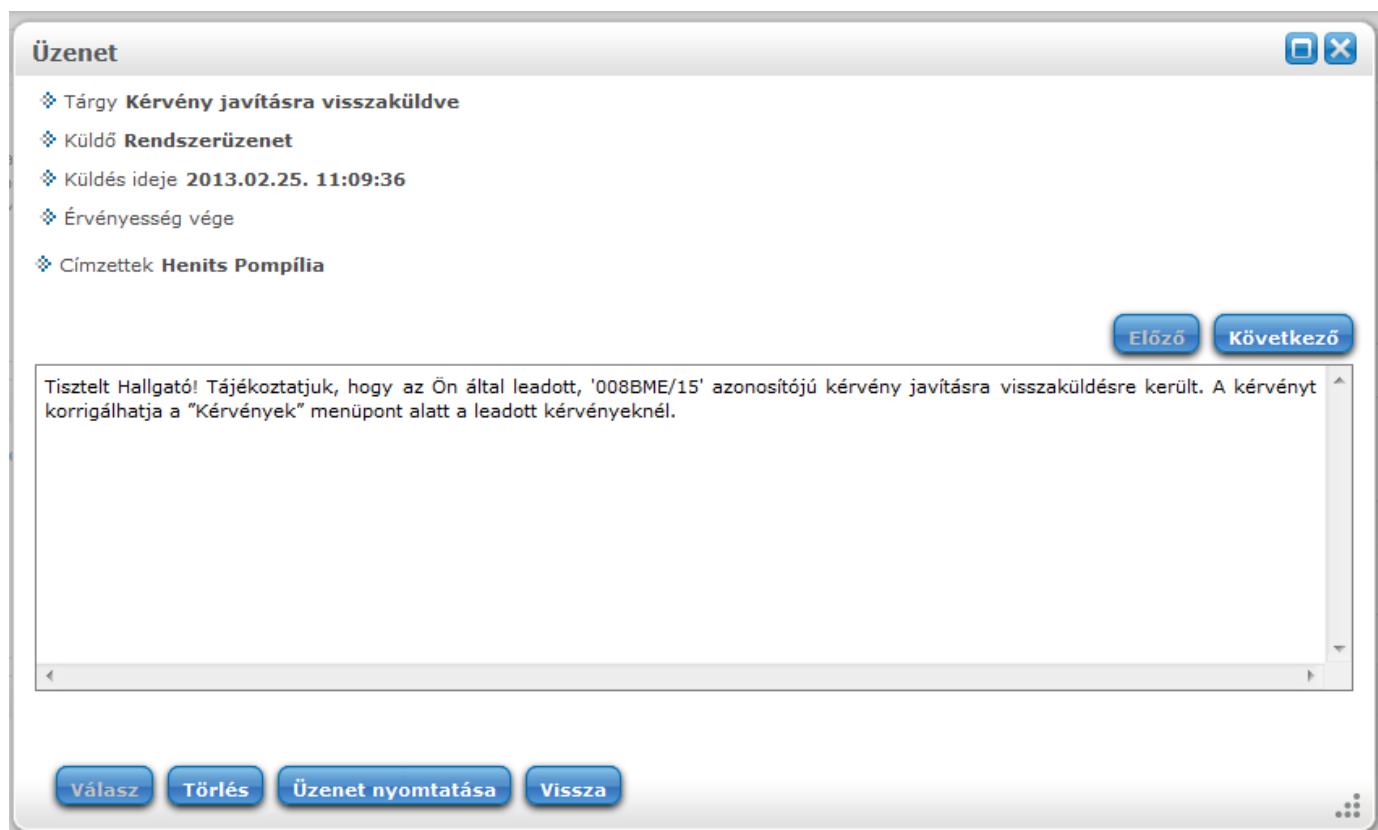 Üzenet
Tárgy Kérvény javításra visszaküldve
Küldő Rendszerüzenet
Küldés ideje 2013.02.25. 11:09:36
Érvényesség vége
Címzettek Henits Pompília
Előző Következő
Tisztelt Hallgató! Tájékoztatjuk, hogy az Ön által leadott, '008BME/15' azonosítójú kérvény javításra visszaküldésre került. A kérvényt
korrigálhatja a ″Kérvények″ menüpont alatt a leadott kérvényeknél.
Válasz Törlés Üzenet nyomtatása Vissza